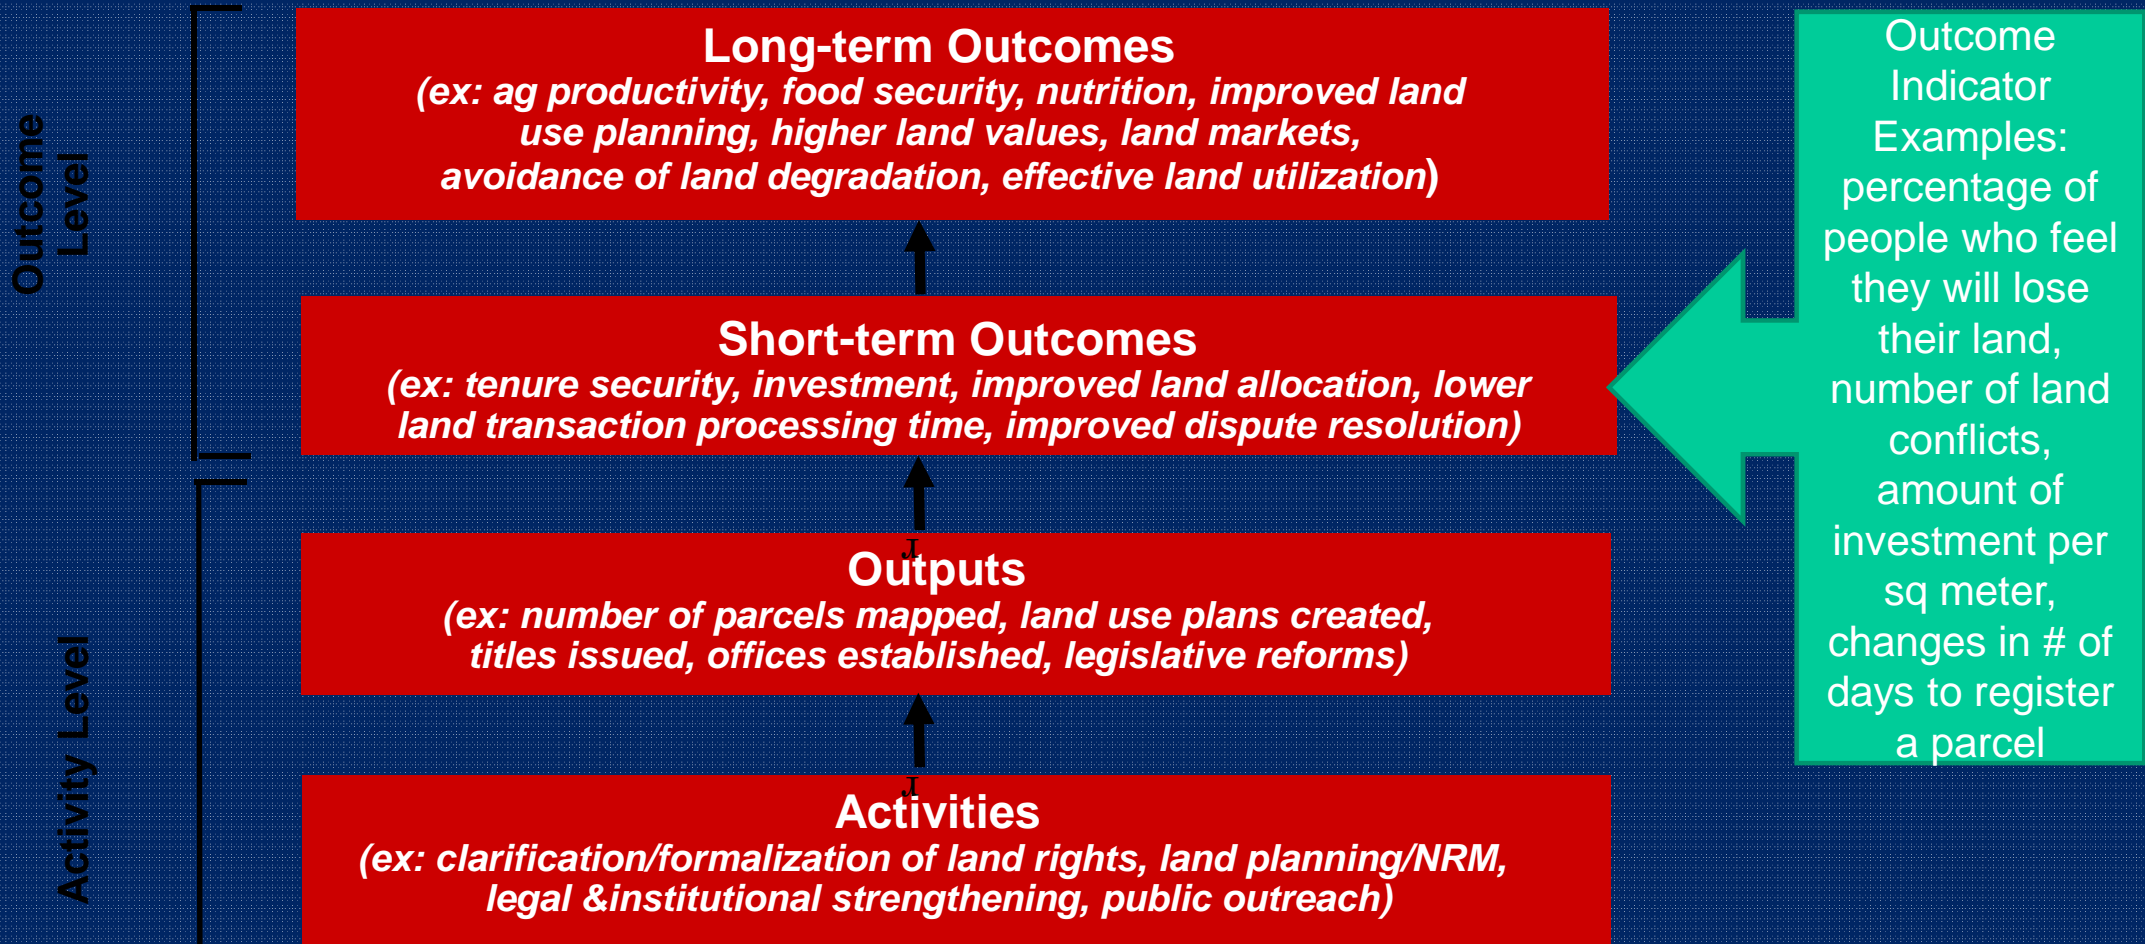 Outcome
Level
Long-term Outcomes
(ex: ag productivity, food security, nutrition, improved land
use planning, higher land values, land markets,
avoidance of land degradation, effective land utilization)
Short-term Outcomes
(ex: tenure security, investment, improved land allocation, lower
land transaction processing time, improved dispute resolution)
Activity Level
Outputs
(ex: number of parcels mapped, land use plans created,
titles issued, offices established, legislative reforms)
Activities
(ex: clarification/formalization of land rights, land planning/NRM,
legal &institutional strengthening, public outreach)
Outcome
Indicator
Examples:
percentage of
people who feel
they will lose
their land,
number of land
conflicts,
amount of
investment per
sq meter,
changes in # of
days to register
a parcel